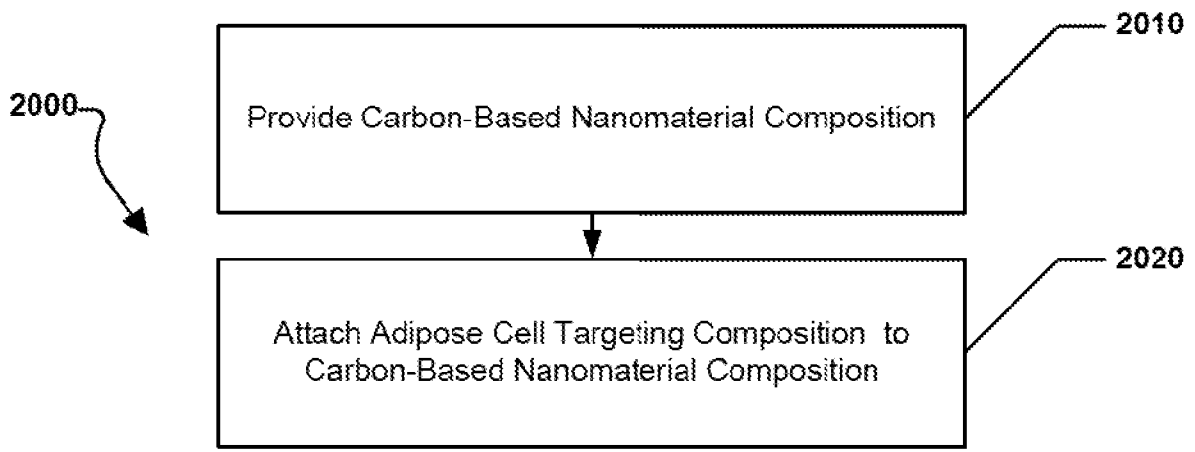 2010
Provide Carbon-Based Nanomaterial Composition
2000
2020
Attach Adipose Cell Targeting Composition to
Carbon-Based Nanomaterial Composition